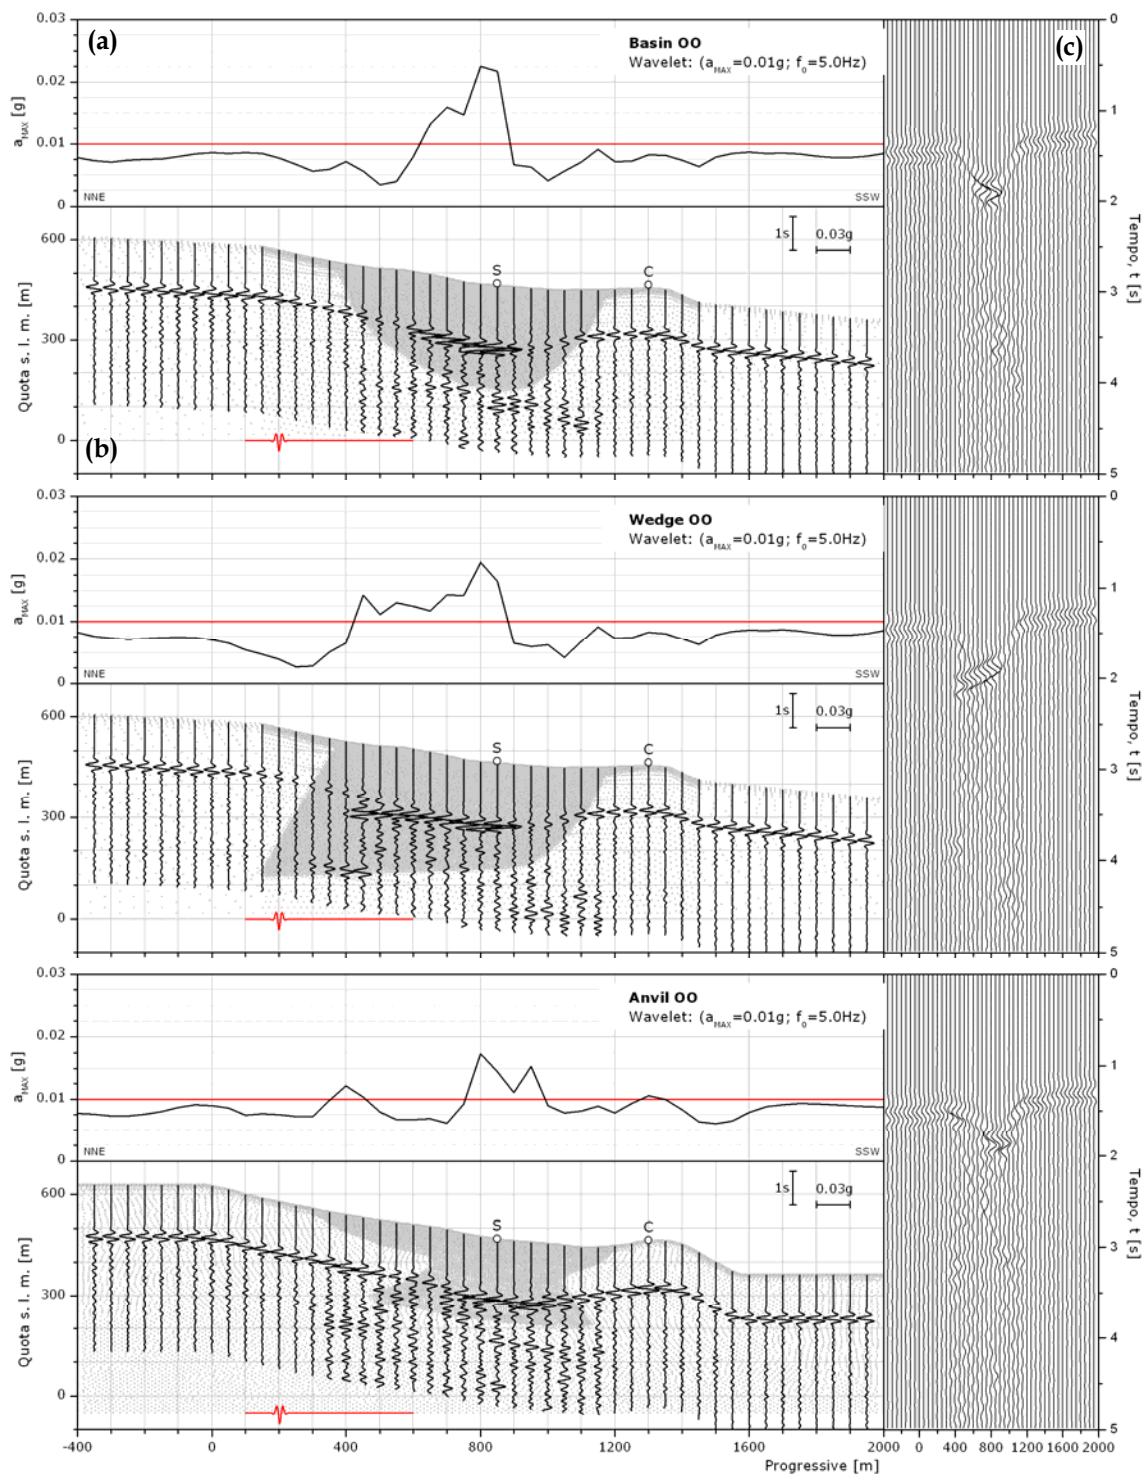 (a)
(c)
Basin OO
Wavelet: (aMAX=0.01g; f0=5.0Hz)
aMAX [g]
0.03
0.02
0.01
0
NNE
SSW
0
1
2
3
4
5
Tempo, t [s]
600
300
0
Quota s. l. m. [m]
S
C
1s
0.03g
(b)
Wedge OO
Wavelet: (aMAX=0.01g; f0=5.0Hz)
aMAX [g]
0.03
0.02
0.01
0
NNE
SSW
0
1
2
3
4
5
Tempo, t [s]
600
300
0
Quota s. l. m. [m]
S
C
1s
0.03g
Anvil OO
Wavelet: (aMAX=0.01g; f0=5.0Hz)
aMAX [g]
0.03
0.02
0.01
0
NNE
SSW
0
1
2
3
4
5
Tempo, t [s]
600
300
0
Quota s. l. m. [m]
S
C
1s
0.03g
-400 0 400 800 1200 1600 2000 0 400 800 1200 1600 2000
Progressive [m]